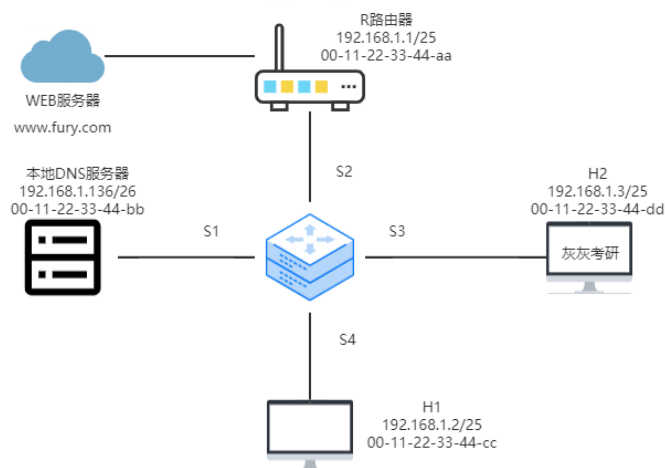 R路由器
192.168.1.1/25
00-11-22-33-44-aa
WEB服务器
www.fury.com
本地DNS服务器
192.168.1.136/26
00-11-22-33-44-bb
S2
H2
192.168.1.3/25
00-11-22-33-44-dd
S1
S3
灰灰考研
S4
H1
192.168.1.2/25
00-11-22-33-44-cc